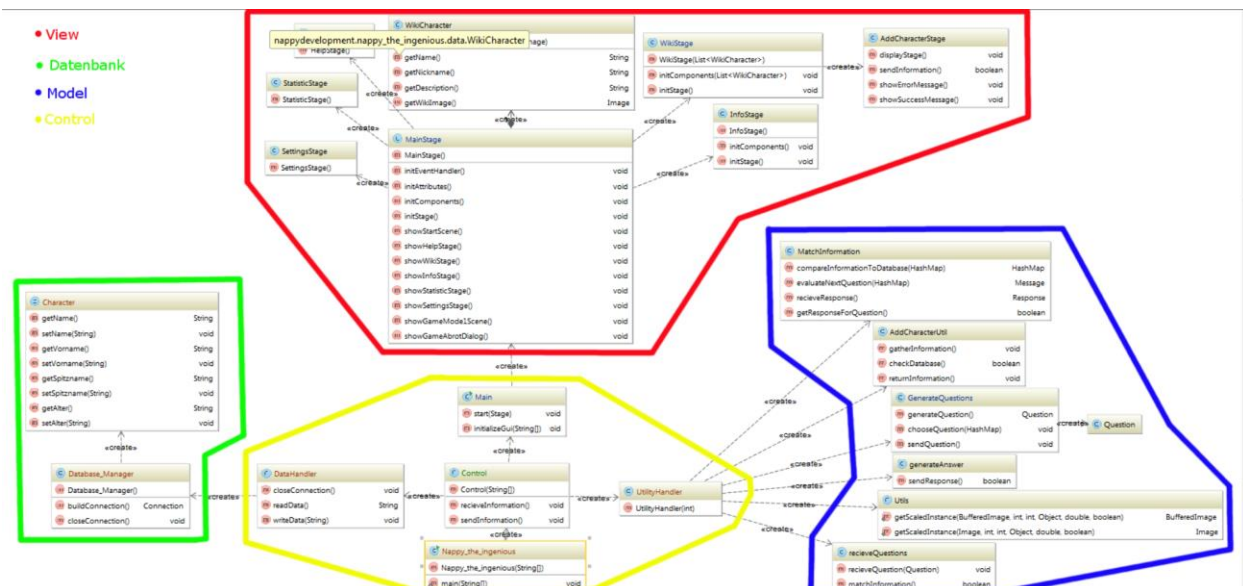 View
Datenbank
Model
Control
WikiCharacter
nappydevelopment.nappy_the_ingenious.data.WikiCharacter
HelpStage()
getName() String
getNickname() String
getDescription() String
getWikiImage() Image
StatisticStage
StatisticStage()
SettingsStage
SettingsStage()
«create»
«create»
«create»
«create»
MainStage
MainStage()
initEventHandler() void
initAttributes() void
initComponents() void
initStage() void
showStartScene() void
showHelpStage() void
showWikiStage() void
showInfoStage() void
showStatisticStage() void
showSettingsStage() void
showGameMode1Scene() void
showGameAbrotDialog() void
«create»
«create»
WikiStage
WikiStage(List<WikiCharacter>)
initComponents(List<WikiCharacter>) void
initStage() void
«create»
AddCharacterStage
displayStage() void
sendInformation() boolean
showErrorMessage() void
showSuccessMessage() void
InfoStage
InfoStage()
initComponents() void
initStage() void
Character
getName() String
setName(String) void
getVorname() String
setVorname(String) void
getSpitzname() String
setSpitzname(String) void
getAlter() String
setAlter(String) void
«create»
Database_Manager
Database_Manager()
buildConnection() Connection
closeConnection() void
«create»
«create»
Main
start(Stage) void
initializeGui(String[]) oid
«create»
DataHandler
closeConnection() void
readData() String
writeData(String) void
«create»
Control
Control(String[])
recieveInformation() void
sendInformation() void
«create»
«create»
Nappy_the_ingenious
Nappy_the_ingenious(String[])
main(String[]) void
UtilityHandler
UtilityHandler(int)
«create»
«create»
«create»
«create»
«create»
«create»
MatchInformation
compareInformationToDatabase(HashMap) HashMap
evaluateNextQuestion(HashMap) Message
recieveResponse() Response
getResponseForQuestion() boolean
AddCharacterUtil
gatherInformation() void
checkDatabase() boolean
returnInformation() void
GenerateQuestions
generateQuestion() Question
chooseQuestion(HashMap) void
sendQuestion() void
«create»
Question
generateAnswer
sendResponse() boolean
Utils
getScaledInstance(BufferedImage, int, int, Object, double, boolean) BufferedImage
getScaledInstance(Image, int, int, Object, double, boolean) Image
recieveQuestions
recieveQuestion(Question) void
matchInformation() boolean